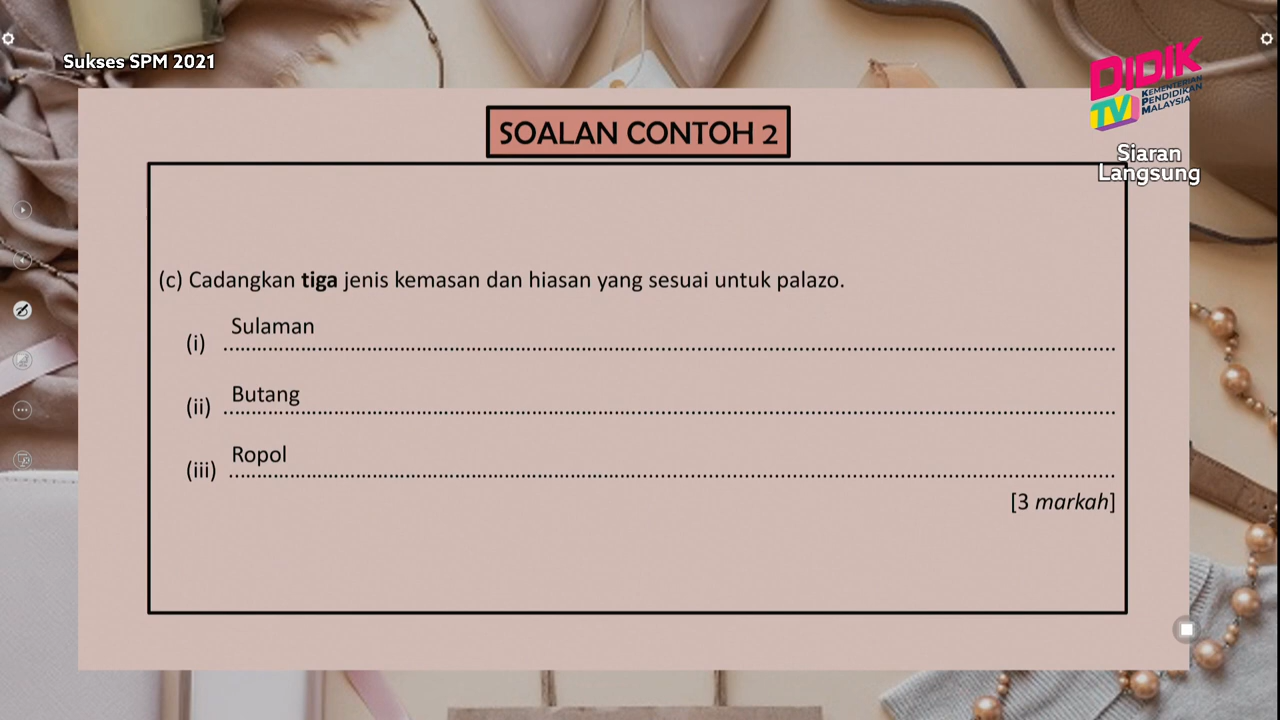 Sukses SPM 2021
DIDIK
TV
KEMENTERIAN
PENDIDIKAN
MALAYSIA
KPM
Siaran
Langsung
SOALAN CONTOH 2
(c) Cadangkan tiga jenis kemasan dan hiasan yang sesuai untuk palazo.
(i) Sulaman
(ii) Butang
(iii) Ropol
[3 markah]